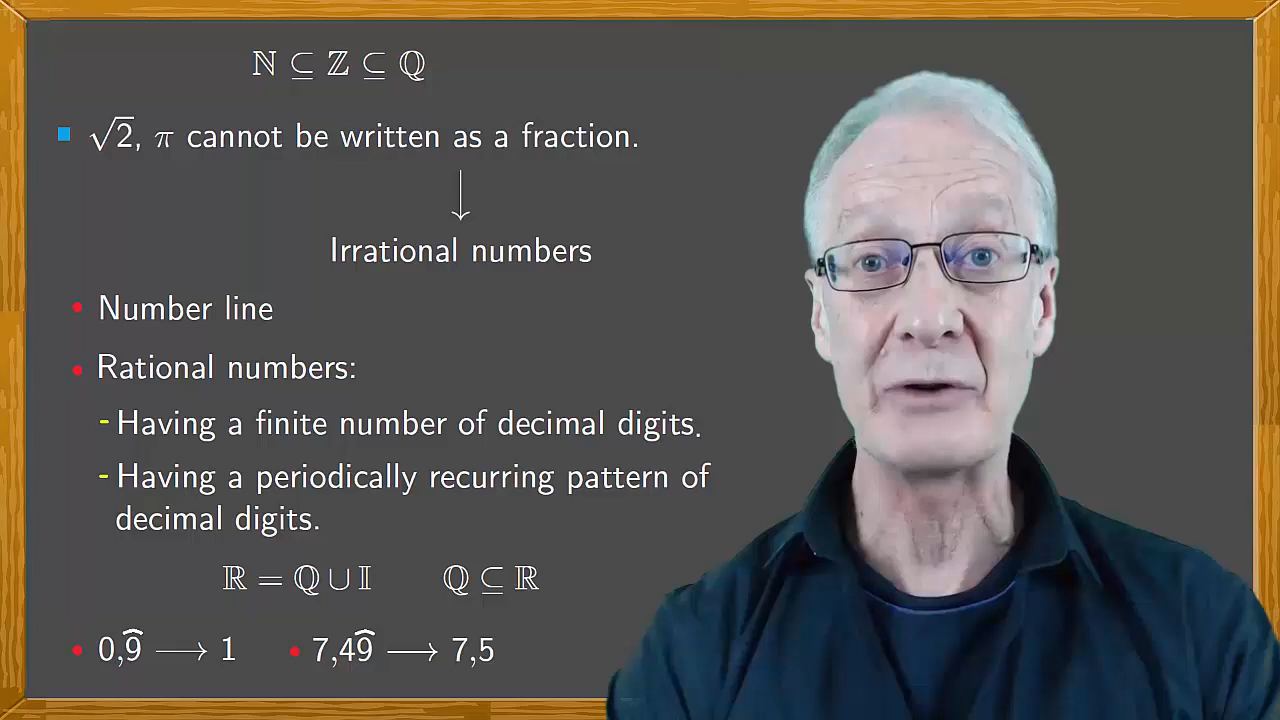 ℕ ⊆ ℤ ⊆ ℚ
√2, π cannot be written as a fraction.
↓
Irrational numbers
• Number line
• Rational numbers:
- Having a finite number of decimal digits.
- Having a periodically recurring pattern of
decimal digits.
ℝ = ℚ ∪ 𝕀 ℚ ⊆ ℝ
• 0,9̂ ⟶ 1 • 7,49̂ ⟶ 7,5